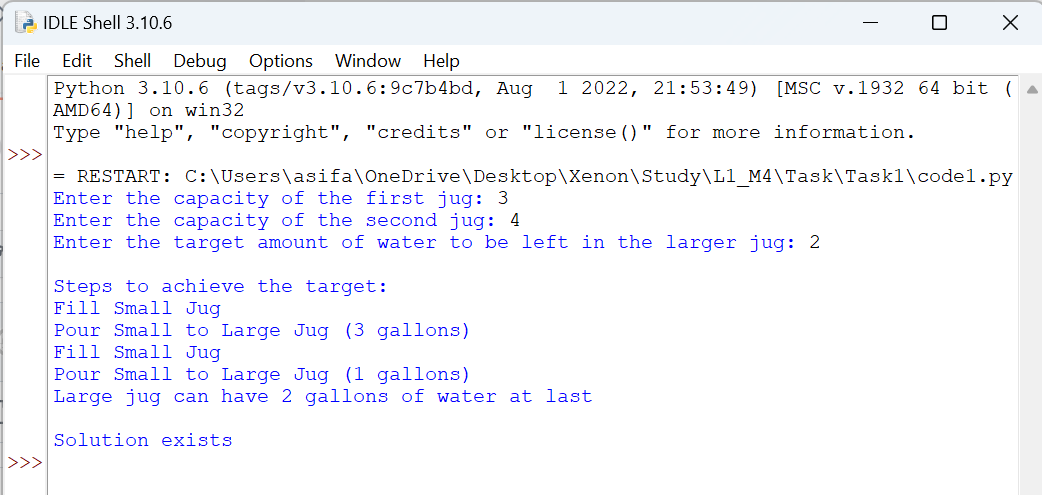 IDLE Shell 3.10.6
File Edit Shell Debug Options Window Help
Python 3.10.6 (tags/v3.10.6:9c7b4bd, Aug  1 2022, 21:53:49) [MSC v.1932 64 bit (
AMD64)] on win32
Type "help", "copyright", "credits" or "license()" for more information.
>>>
= RESTART: C:\Users\asifa\OneDrive\Desktop\Xenon\Study\L1_M4\Task\Task1\code1.py
Enter the capacity of the first jug: 3
Enter the capacity of the second jug: 4
Enter the target amount of water to be left in the larger jug: 2
Steps to achieve the target:
Fill Small Jug
Pour Small to Large Jug (3 gallons)
Fill Small Jug
Pour Small to Large Jug (1 gallons)
Large jug can have 2 gallons of water at last
Solution exists
>>>